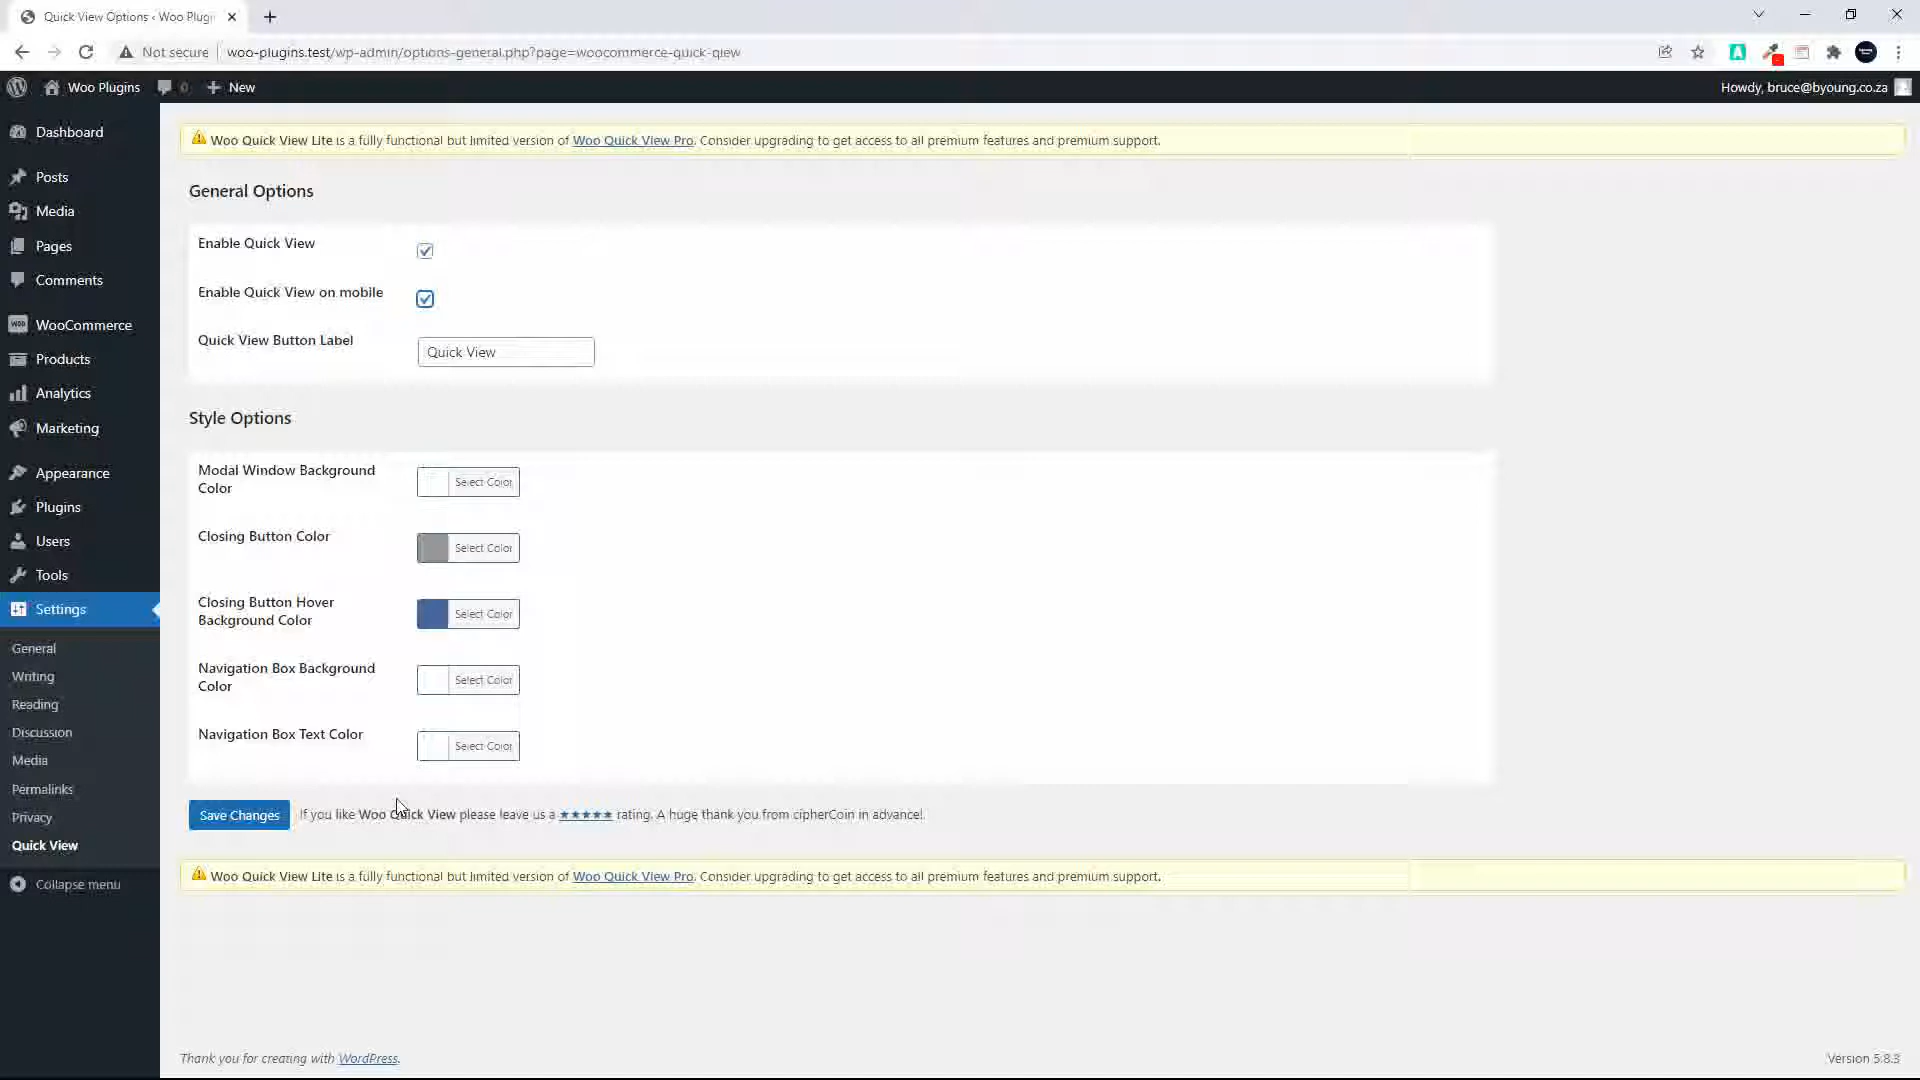 Quick View Options ‹ Woo Plugi
Not secure
woo-plugins.test/wp-admin/options-general.php?page=woocommerce-quick-qiew
Woo Plugins
0
New
Howdy, bruce@byoung.co.za
Dashboard
Posts
Media
Pages
Comments
WooCommerce
Products
Analytics
Marketing
Appearance
Plugins
Users
Tools
Settings
General
Writing
Reading
Discussion
Media
Permalinks
Privacy
Quick View
Collapse menu
Woo Quick View Lite is a fully functional but limited version of Woo Quick View Pro. Consider upgrading to get access to all premium features and premium support.
General Options
Enable Quick View
Enable Quick View on mobile
Quick View Button Label
Quick View
Style Options
Modal Window Background
Color
Select Color
Closing Button Color
Select Color
Closing Button Hover
Background Color
Select Color
Navigation Box Background
Color
Select Color
Navigation Box Text Color
Select Color
Save Changes
If you like Woo Quick View please leave us a ★★★★★ rating. A huge thank you from cipherCoin in advance!.
Woo Quick View Lite is a fully functional but limited version of Woo Quick View Pro. Consider upgrading to get access to all premium features and premium support.
Thank you for creating with WordPress.
Version 5.8.3